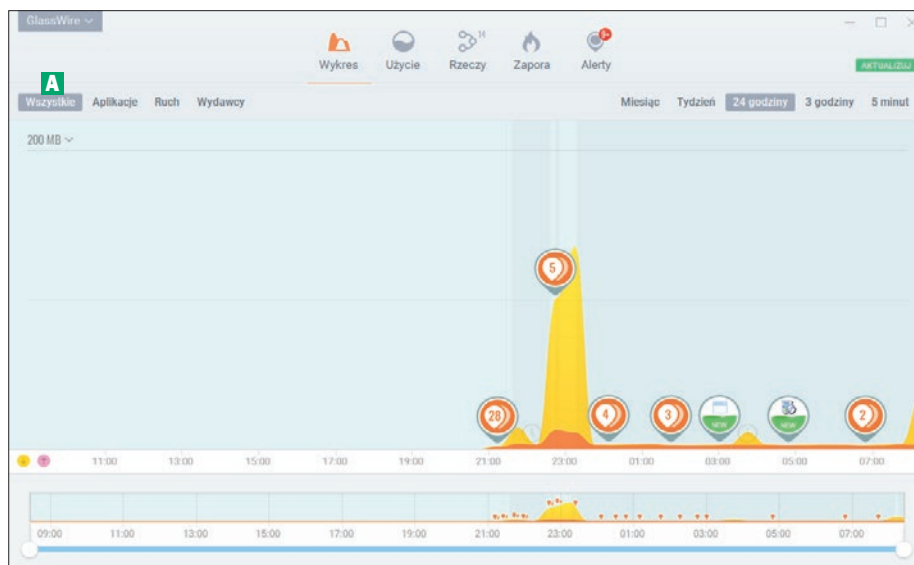 GlassWire
14
9+
Wykres Użycie Rzeczy Zapora Alerty
AKTUALIZUJ
A
Wszystkie Aplikacje Ruch Wydawcy Miesiąc Tydzień 24 godziny 3 godziny 5 minut
200 MB
5
28 4 3 NEW NEW 2
11:00 13:00 15:00 17:00 19:00 21:00 23:00 01:00 03:00 05:00 07:00
09:00 11:00 13:00 15:00 17:00 19:00 21:00 23:00 01:00 03:00 05:00 07:00